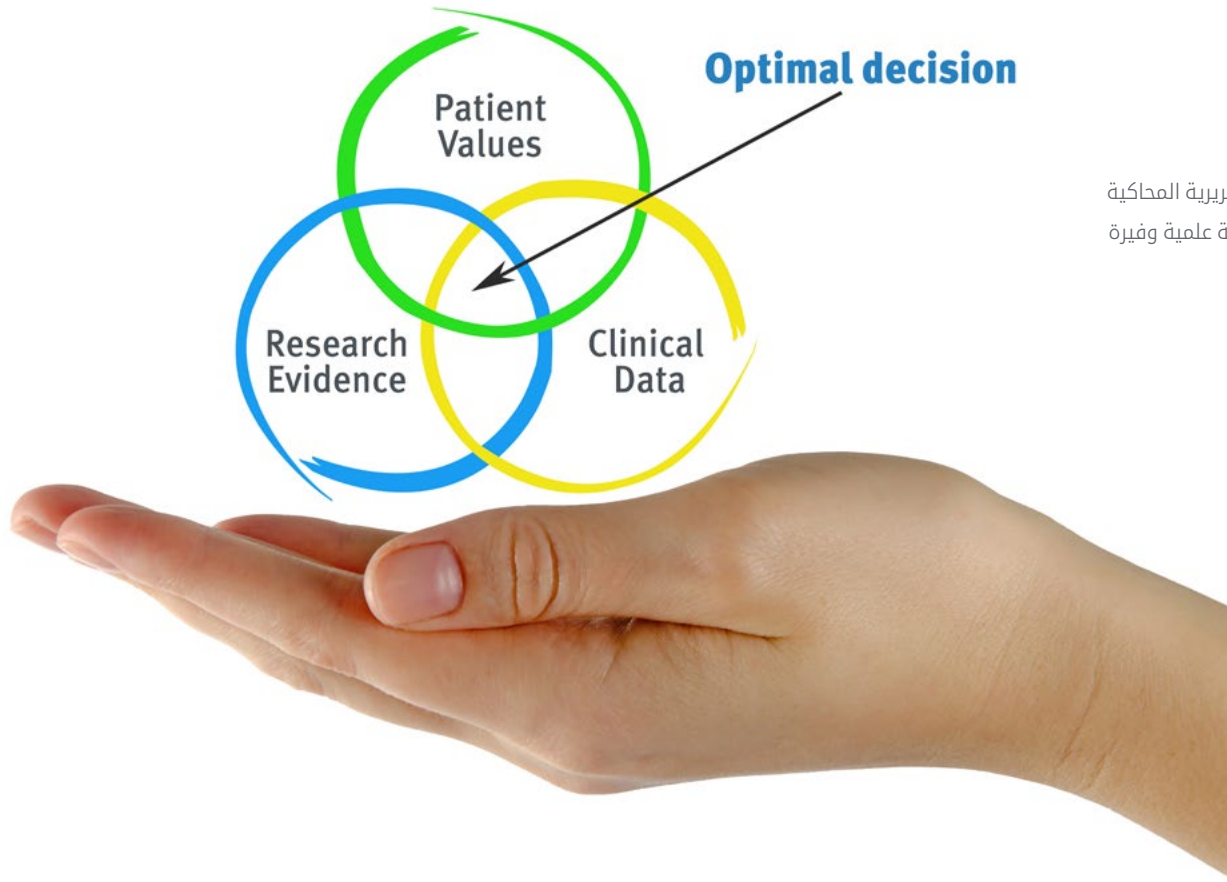 Optimal decision
Patient
Values
Research
Evidence
Clinical
Data
المحاكية
علمية وفيرة